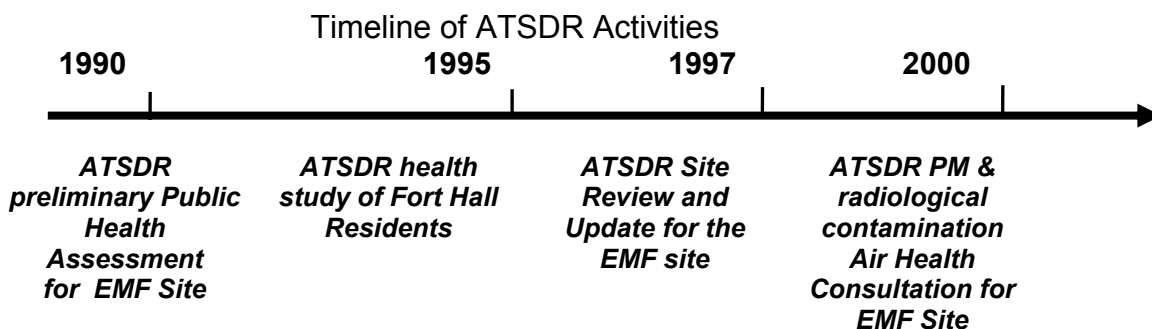 Timeline of ATSDR Activities
1990 1995 1997 2000
ATSDR
preliminary Public
Health
Assessment
for EMF Site
ATSDR health
study of Fort Hall
Residents
ATSDR Site
Review and
Update for the
EMF site
ATSDR PM &
radiological
contamination
Air Health
Consultation for
EMF Site